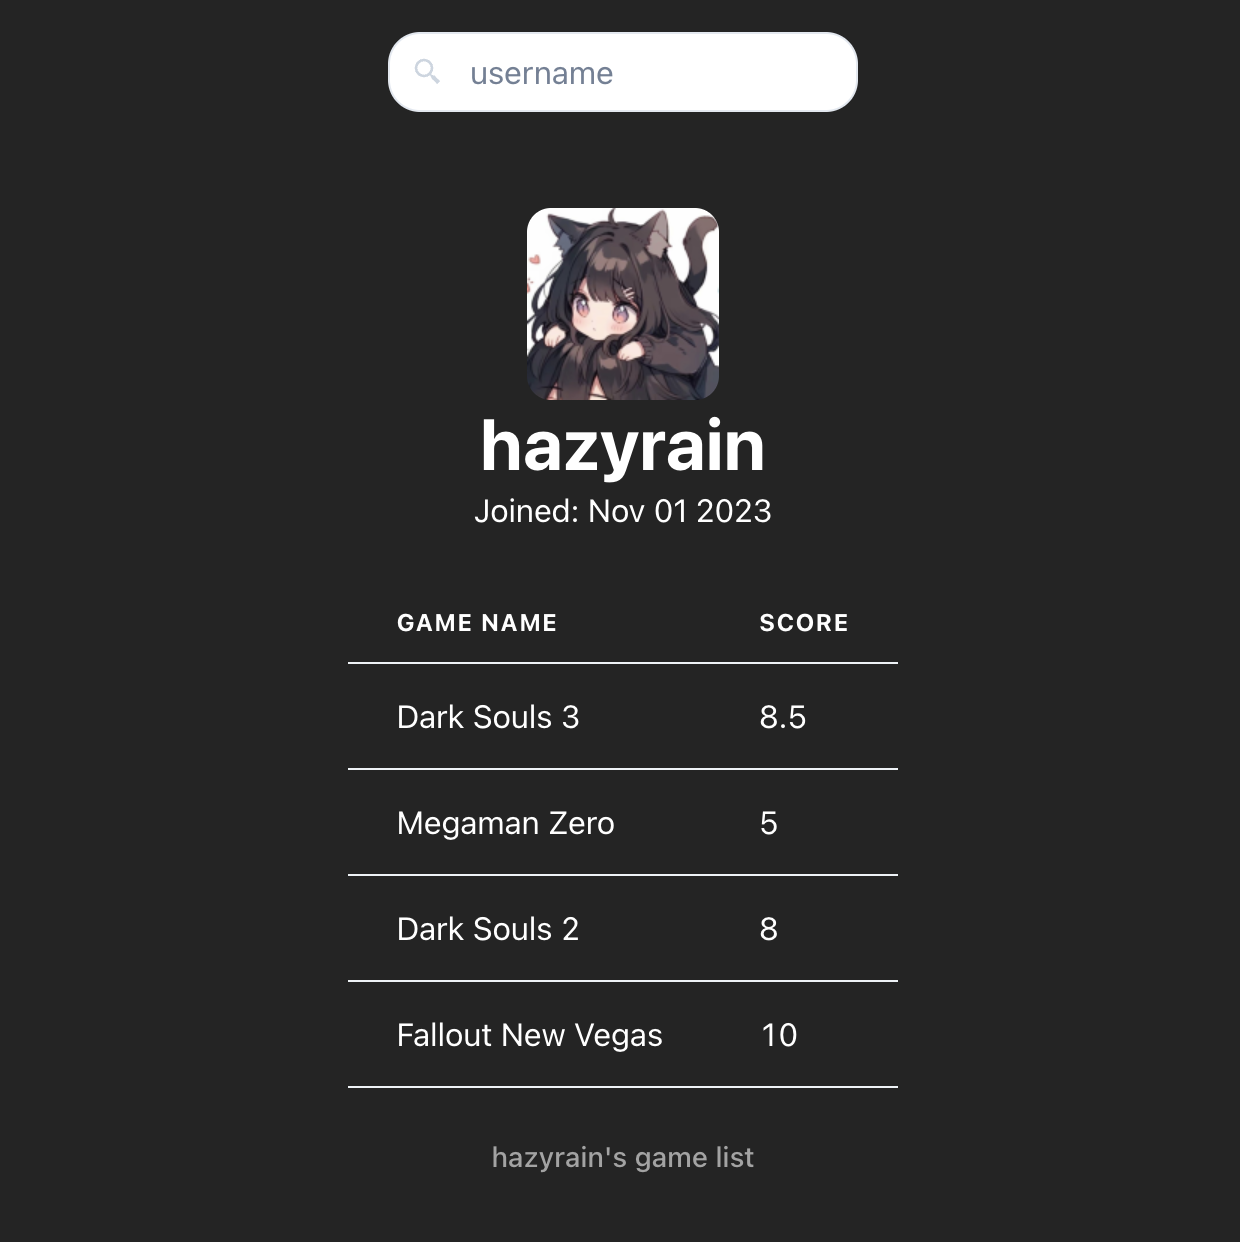 username
hazyrain
Joined: Nov 01 2023
GAME NAME SCORE
Dark Souls 3 8.5
Megaman Zero 5
Dark Souls 2 8
Fallout New Vegas 10
hazyrain's game list